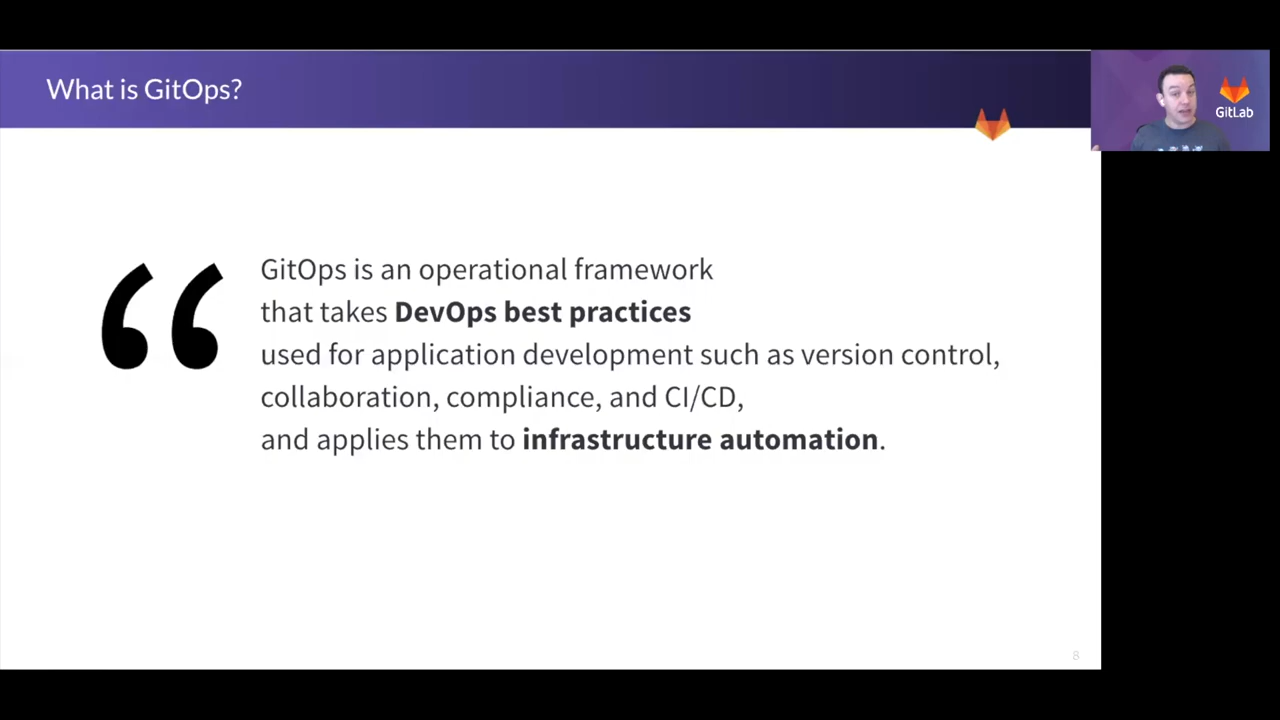 What is GitOps?
GitLab
“
GitOps is an operational framework
that takes DevOps best practices
used for application development such as version control,
collaboration, compliance, and CI/CD,
and applies them to infrastructure automation.
8